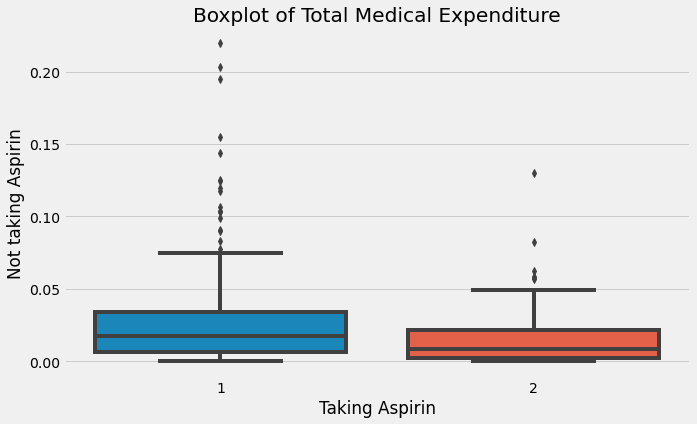 Boxplot of Total Medical Expenditure
0.20
0.15
0.10
0.05
0.00
Not taking Aspirin
1 2
Taking Aspirin